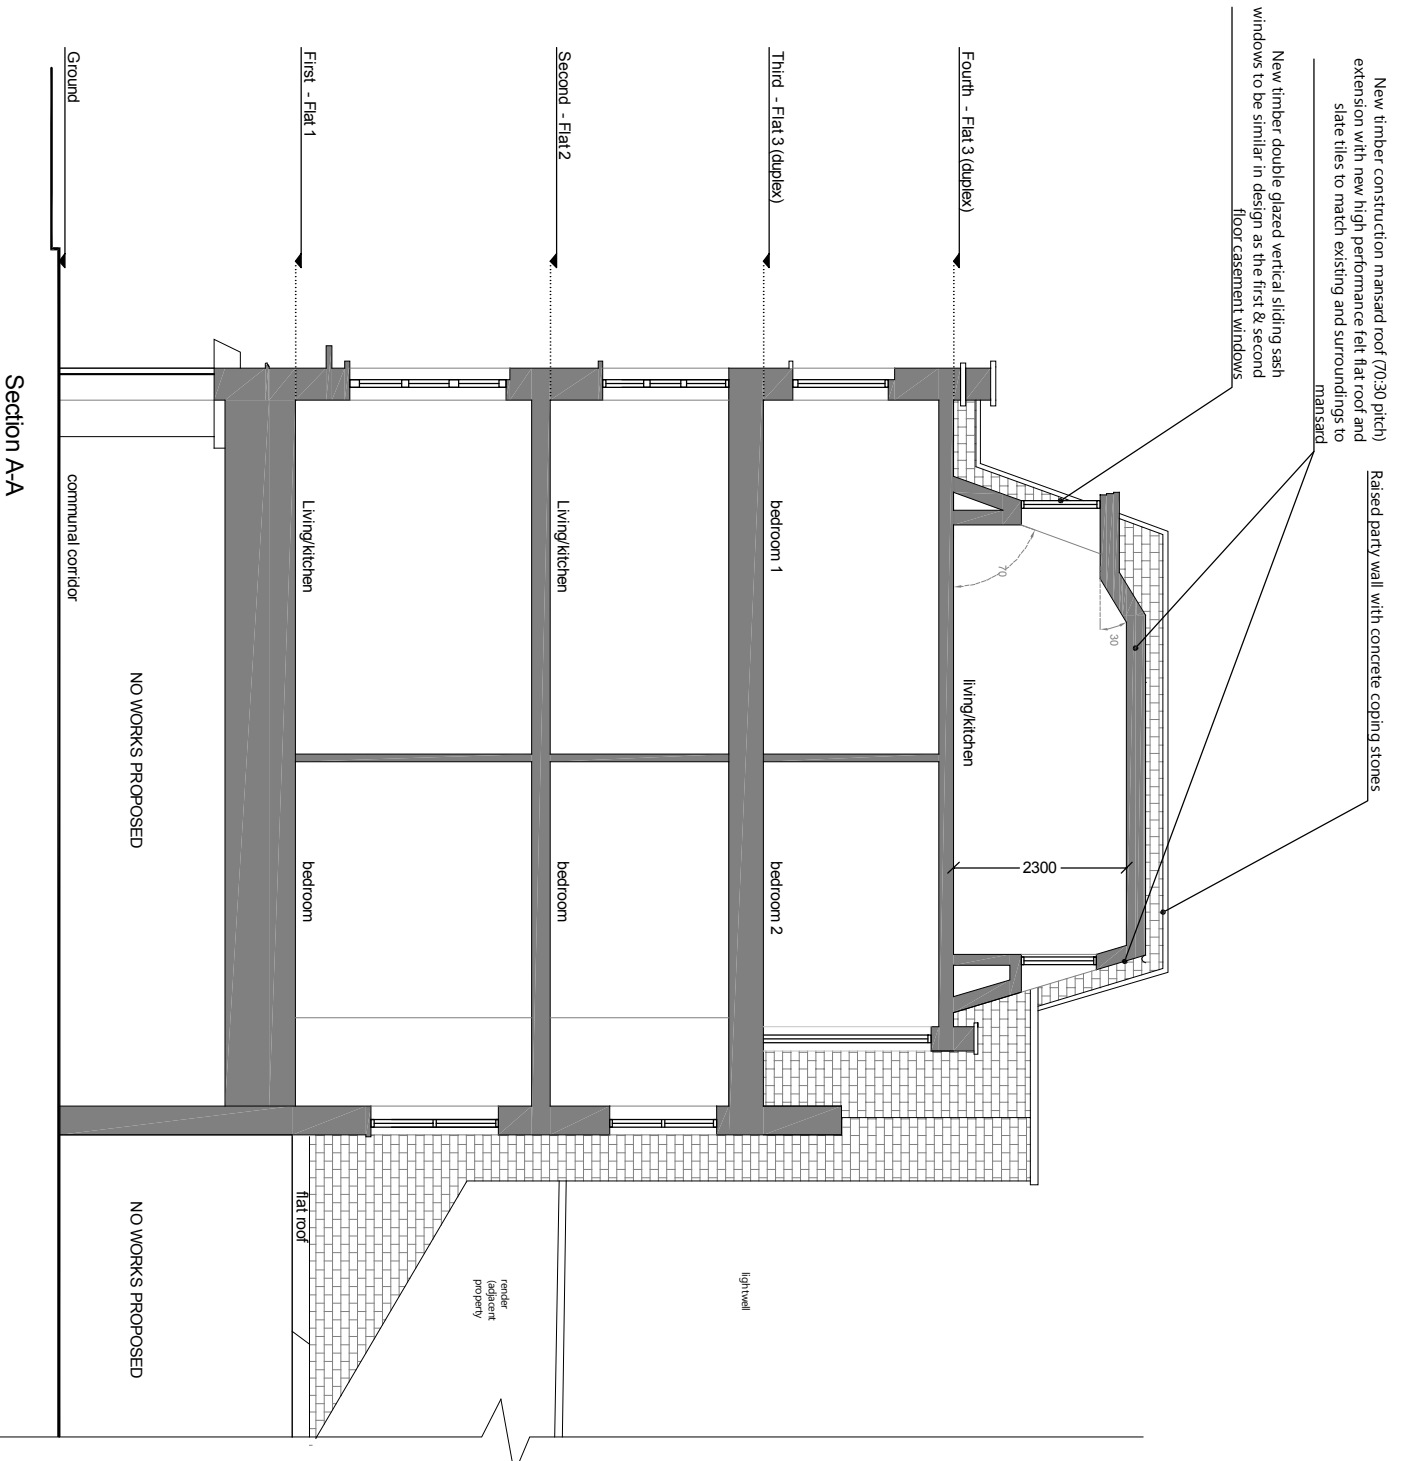 New timber construction mansard roof (70:30 pitch)
extension with new high performance felt flat roof and
slate tiles to match existing and surroundings to
mansard
Raised party wall with concrete coping stones
New timber double glazed vertical sliding sash
windows to be similar in design as the first & second
floor casement windows
Fourth - Flat 3 (duplex)
living/kitchen
70
30
2300
Third - Flat 3 (duplex)
bedroom 1
bedroom 2
lightwell
Second - Flat 2
Living/kitchen
bedroom
render
(adjacent
property
First - Flat 1
Living/kitchen
bedroom
flat roof
NO WORKS PROPOSED
NO WORKS PROPOSED
Ground
communal corridor
Section A-A